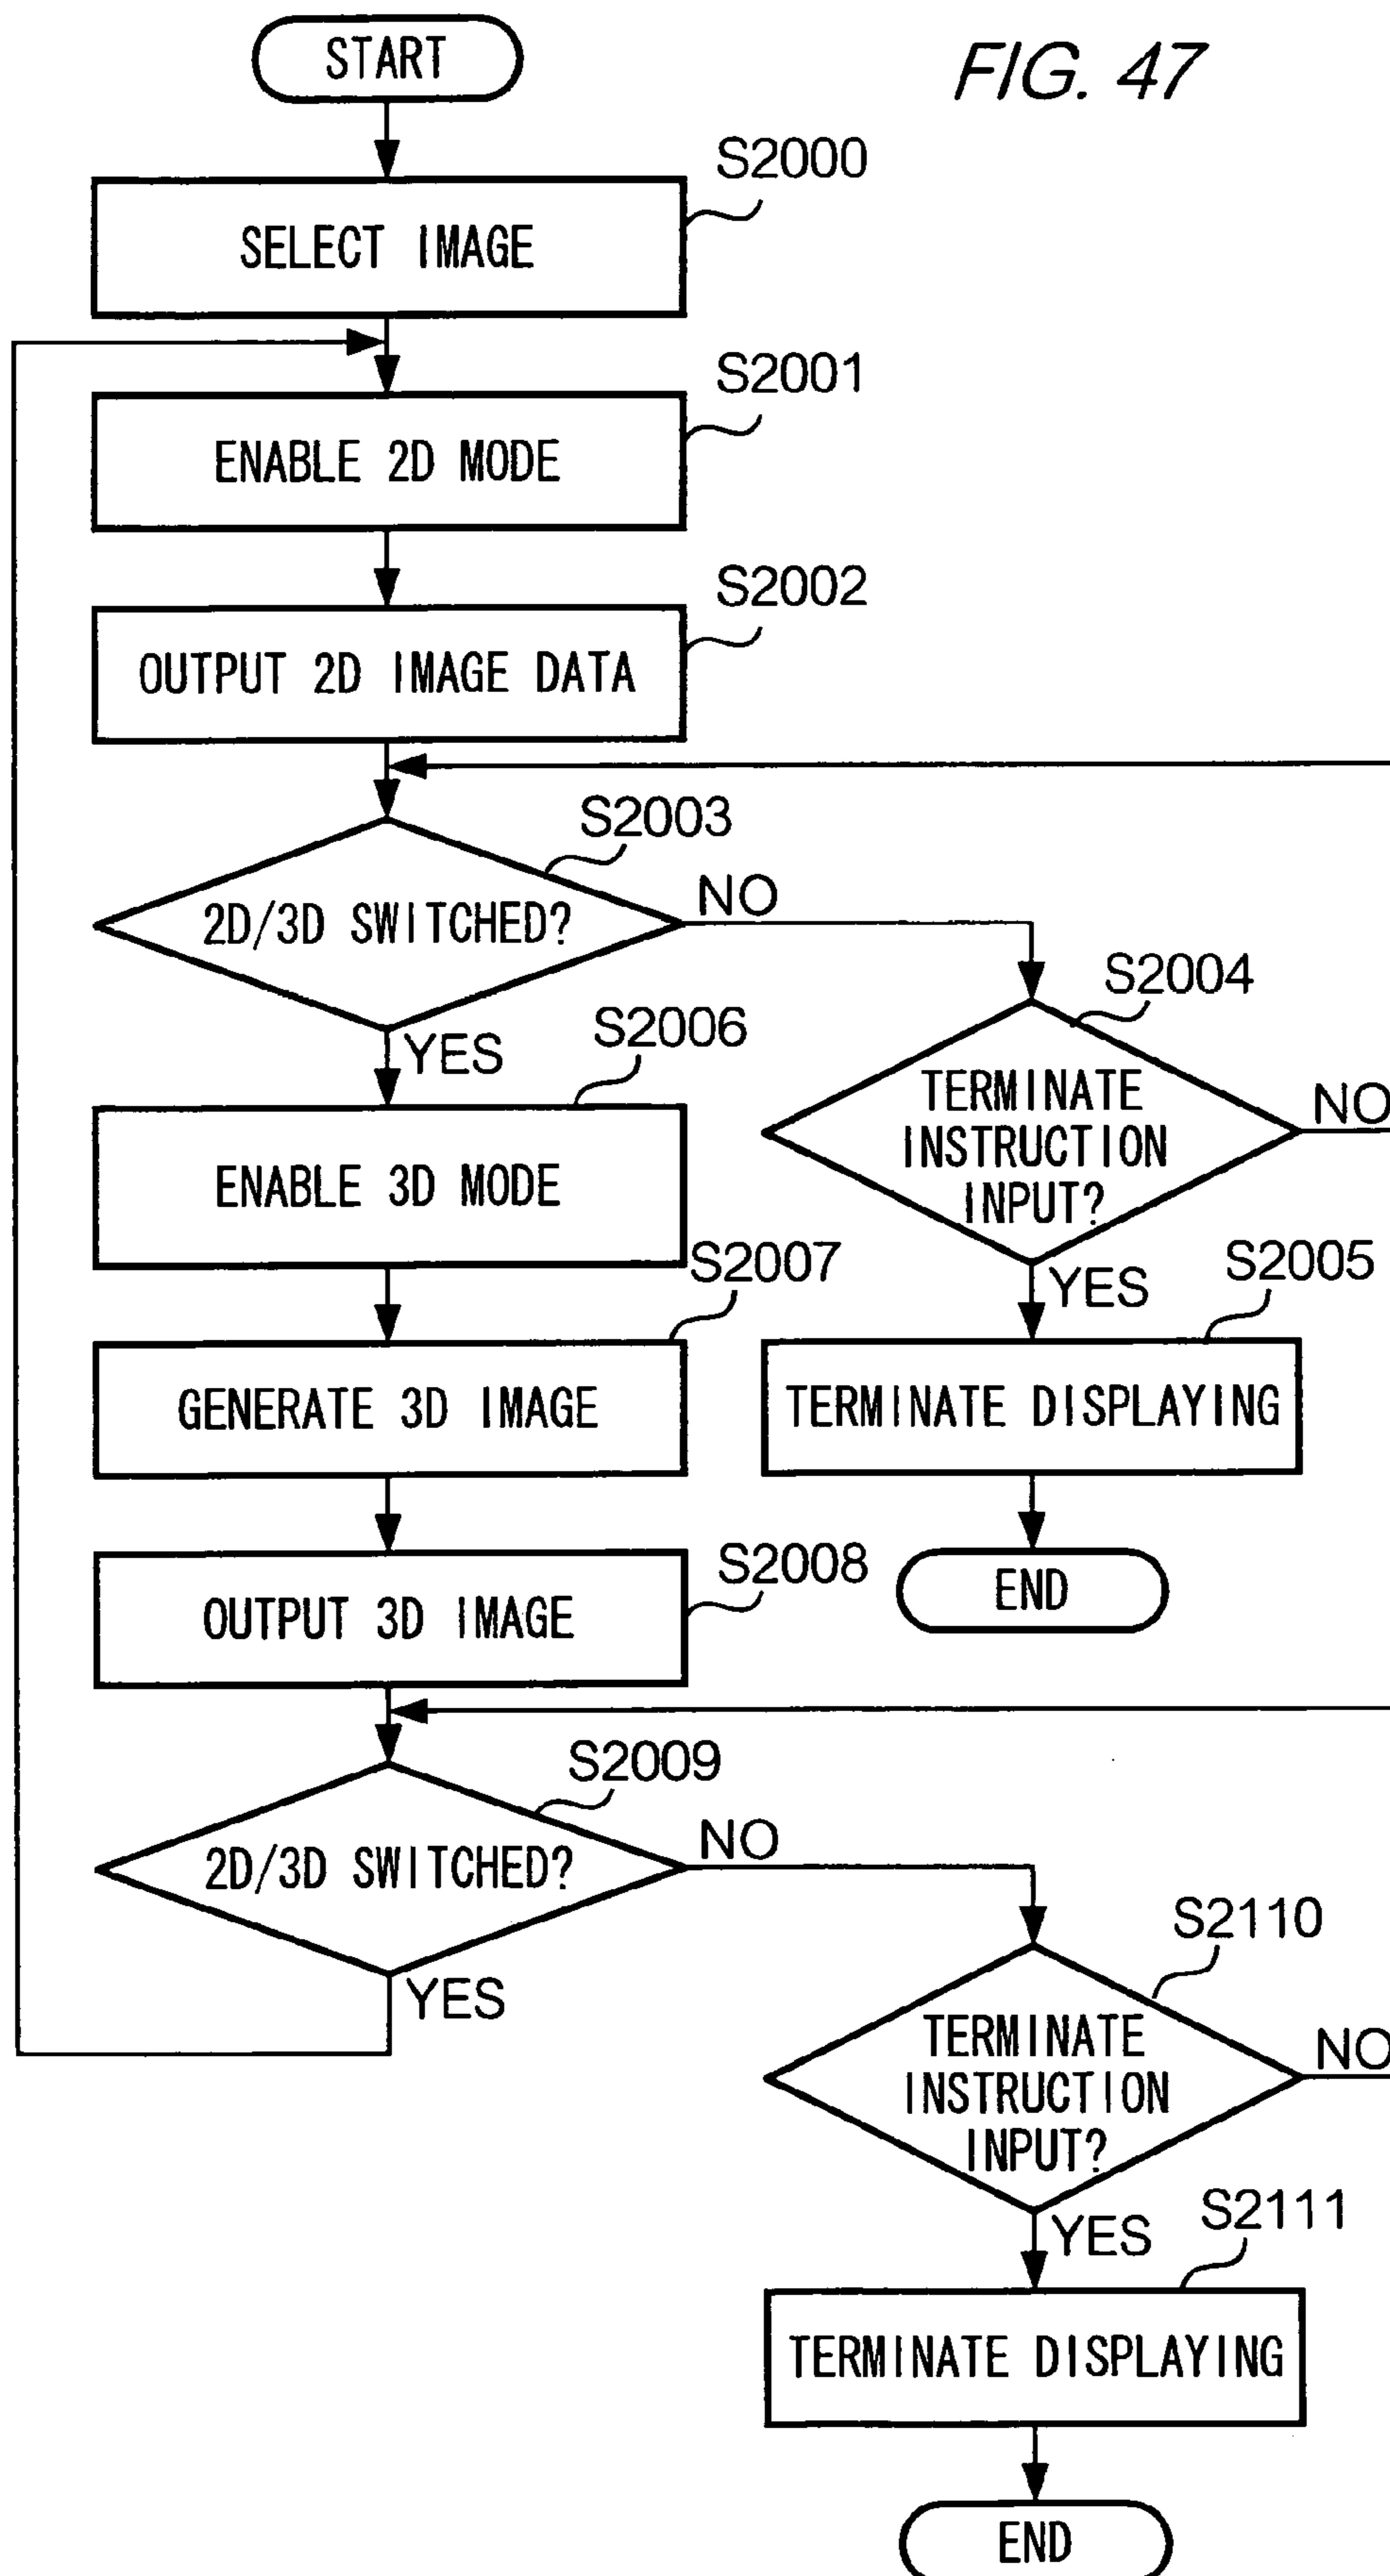 START
FIG. 47
S2000
SELECT IMAGE
S2001
ENABLE 2D MODE
S2002
OUTPUT 2D IMAGE DATA
S2003
2D/3D SWITCHED?
NO
S2004
TERMINATE
INSTRUCTION
INPUT?
NO
YES
S2006
ENABLE 3D MODE
YES
S2005
TERMINATE DISPLAYING
S2007
GENERATE 3D IMAGE
END
S2008
OUTPUT 3D IMAGE
S2009
2D/3D SWITCHED?
NO
YES
S2110
TERMINATE
INSTRUCTION
INPUT?
NO
YES
S2111
TERMINATE DISPLAYING
END